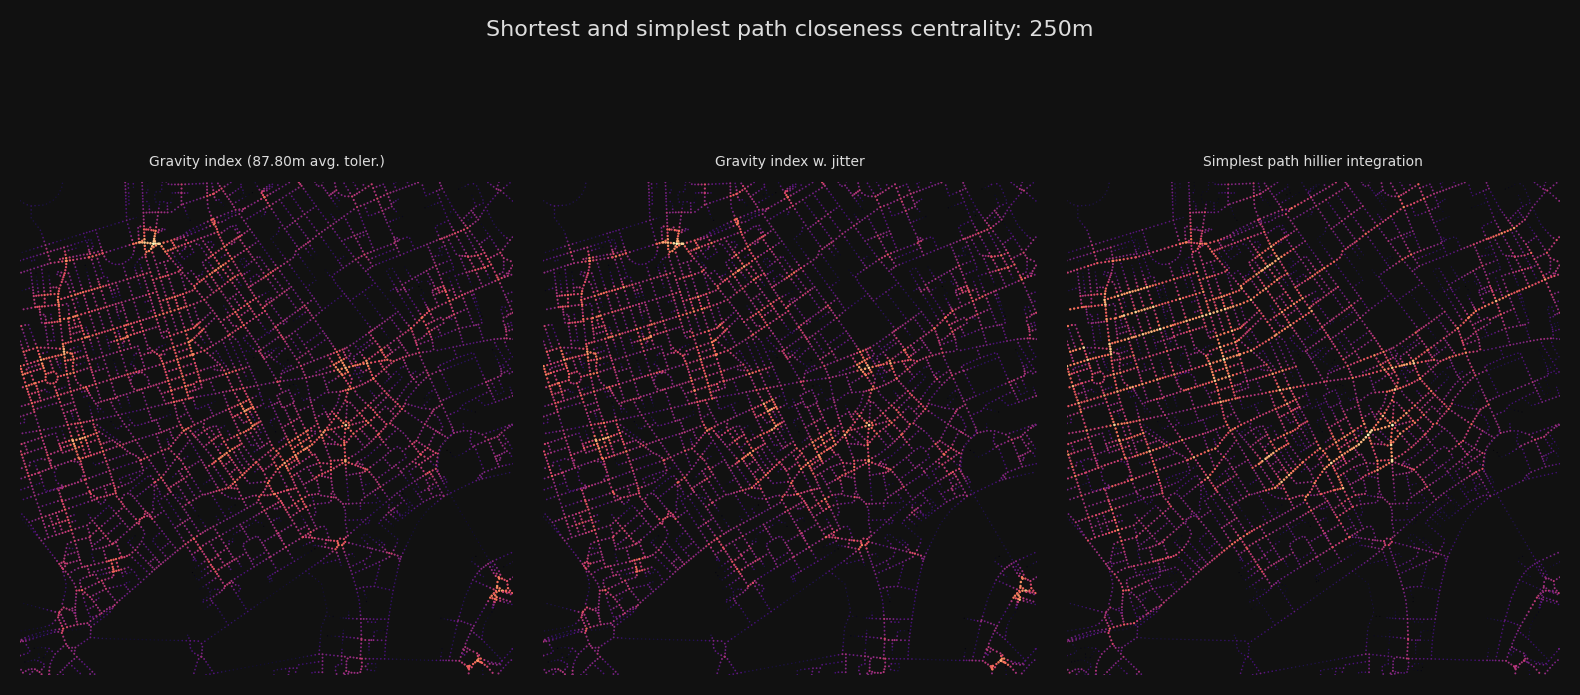 Shortest and simplest path closeness centrality: 250m
Gravity index (87.80m avg. toler.)
Gravity index w. jitter
Simplest path hillier integration